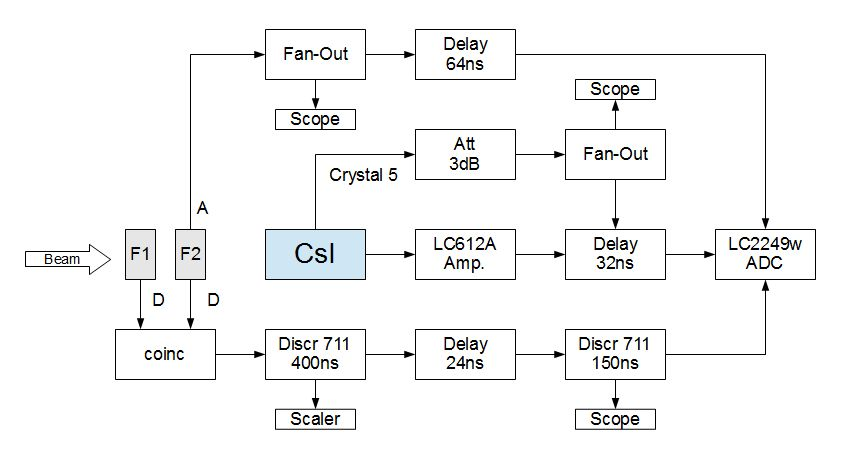 Fan-Out
Delay
64ns
Scope
Scope
Att
3dB
Fan-Out
Crystal 5
A
Beam
F1
F2
CsI
LC612A
Amp.
Delay
32ns
LC2249w
ADC
D
D
coinc
Discr 711
400ns
Delay
24ns
Discr 711
150ns
Scaler
Scope